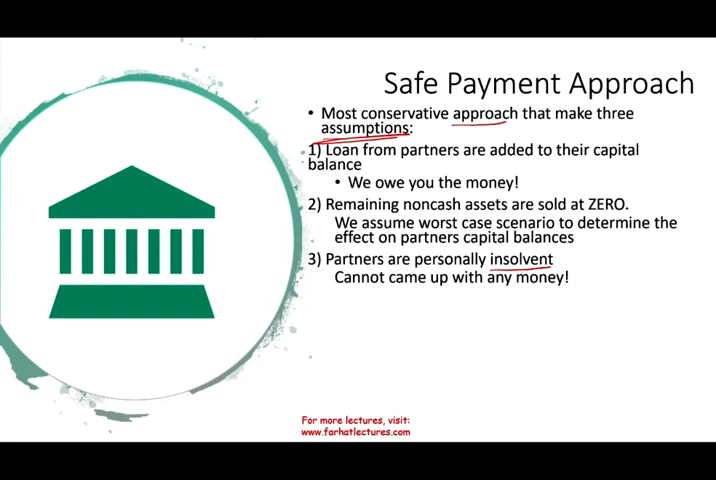 Safe Payment Approach
• Most conservative approach that make three
assumptions:
1) Loan from partners are added to their capital
balance
• We owe you the money!
2) Remaining noncash assets are sold at ZERO.
We assume worst case scenario to determine the
effect on partners capital balances
3) Partners are personally insolvent
Cannot came up with any money!
For more lectures, visit:
www.farhatlectures.com